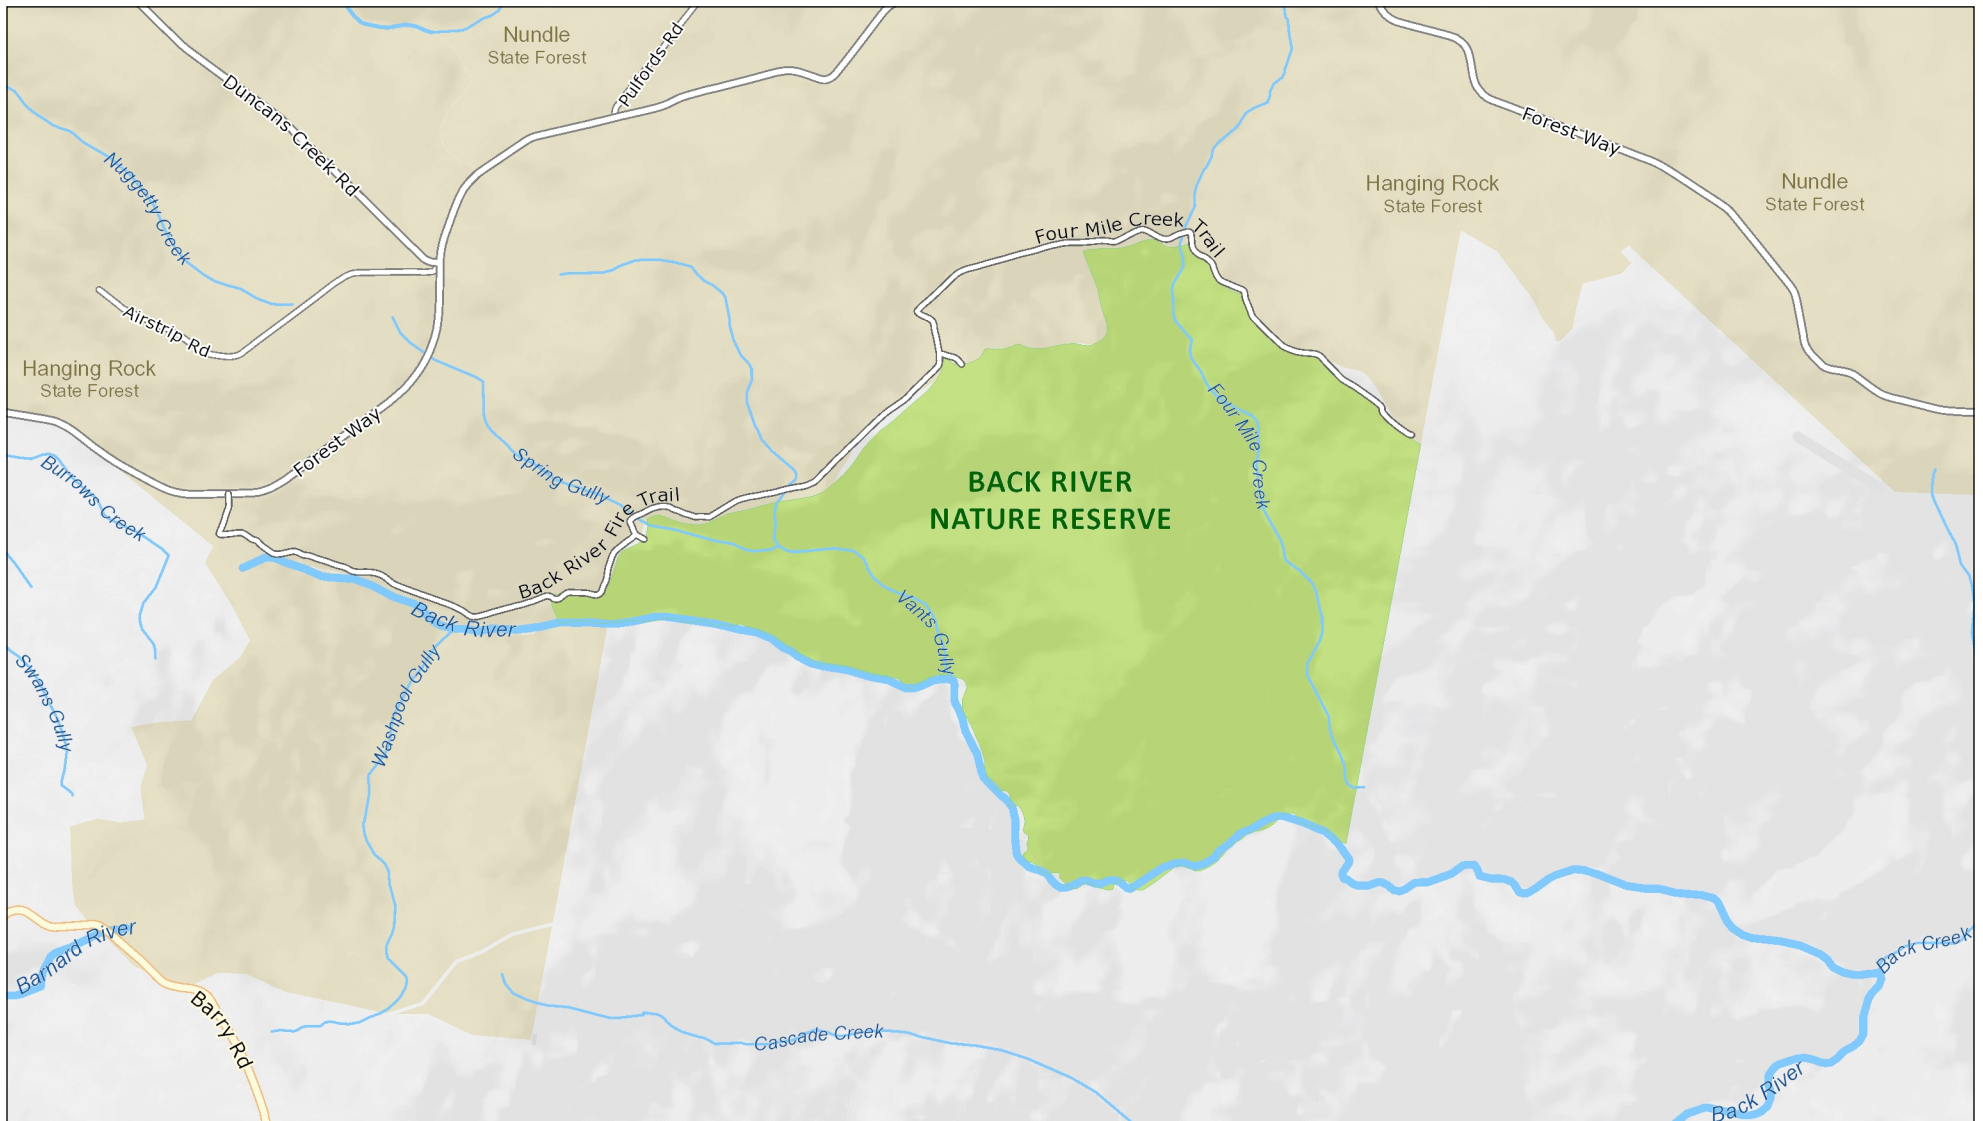 Nundle
State Forest
Pulfords Rd
Duncans Creek Rd
Forest Way
Nuggetty Creek
Hanging Rock
State Forest
Nundle
State Forest
Four Mile Creek Trail
Airstrip Rd
Hanging Rock
State Forest
Forest Way
Four Mile Creek
Burrows Creek
Spring Gully
BACK RIVER
NATURE RESERVE
Back River Fire Trail
Back River
Vants Gully
Swans Gully
Washpool Gully
Barnard River
Back Creek
Barry Rd
Cascade Creek
Back River